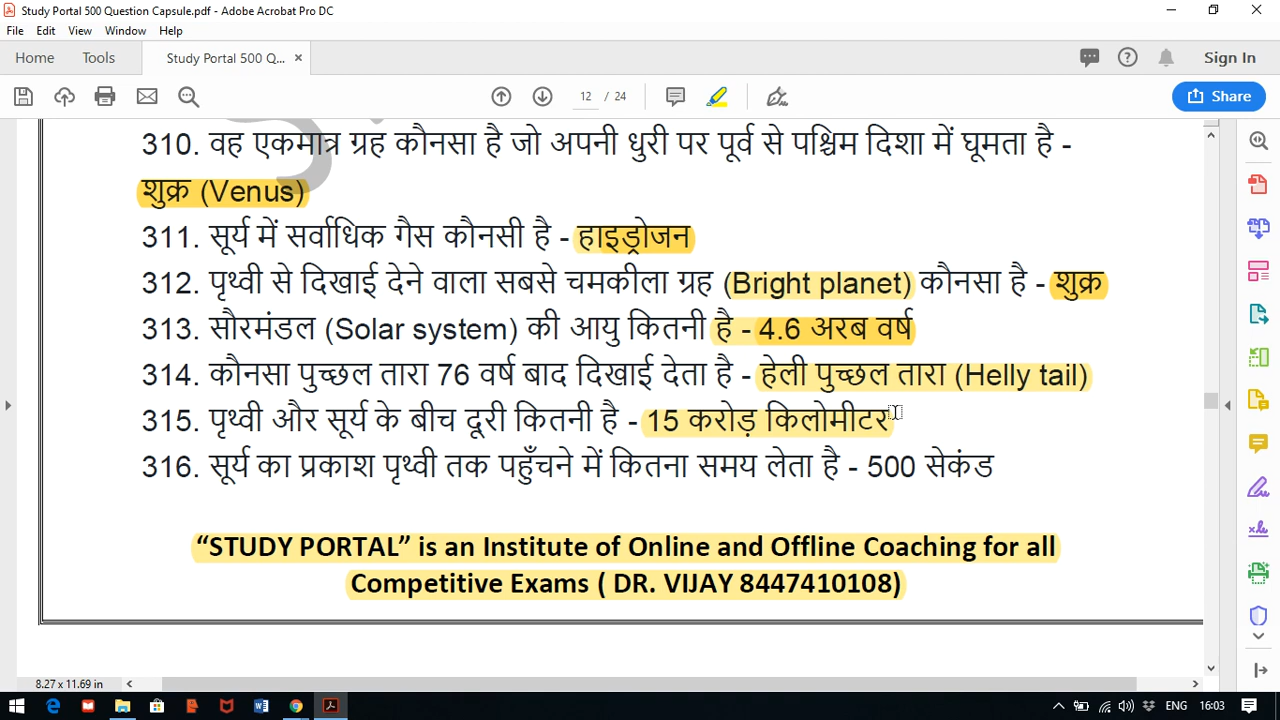 Study Portal 500 Question Capsule.pdf - Adobe Acrobat Pro DC
File Edit View Window Help
Home Tools Study Portal 500 Q... × Sign In
12 / 24 Share
310. वह एकमात्र ग्रह कौनसा है जो अपनी धुरी पर पूर्व से पश्चिम दिशा में घूमता है -
शुक्र (Venus)
311. सूर्य में सर्वाधिक गैस कौनसी है - हाइड्रोजन
312. पृथ्वी से दिखाई देने वाला सबसे चमकीला ग्रह (Bright planet) कौनसा है - शुक्र
313. सौरमंडल (Solar system) की आयु कितनी है - 4.6 अरब वर्ष
314. कौनसा पुच्छल तारा 76 वर्ष बाद दिखाई देता है - हेली पुच्छल तारा (Helly tail)
315. पृथ्वी और सूर्य के बीच दूरी कितनी है - 15 करोड़ किलोमीटर
316. सूर्य का प्रकाश पृथ्वी तक पहुँचने में कितना समय लेता है - 500 सेकंड
“STUDY PORTAL” is an Institute of Online and Offline Coaching for all
Competitive Exams ( DR. VIJAY 8447410108)
8.27 x 11.69 in
ENG 16:03